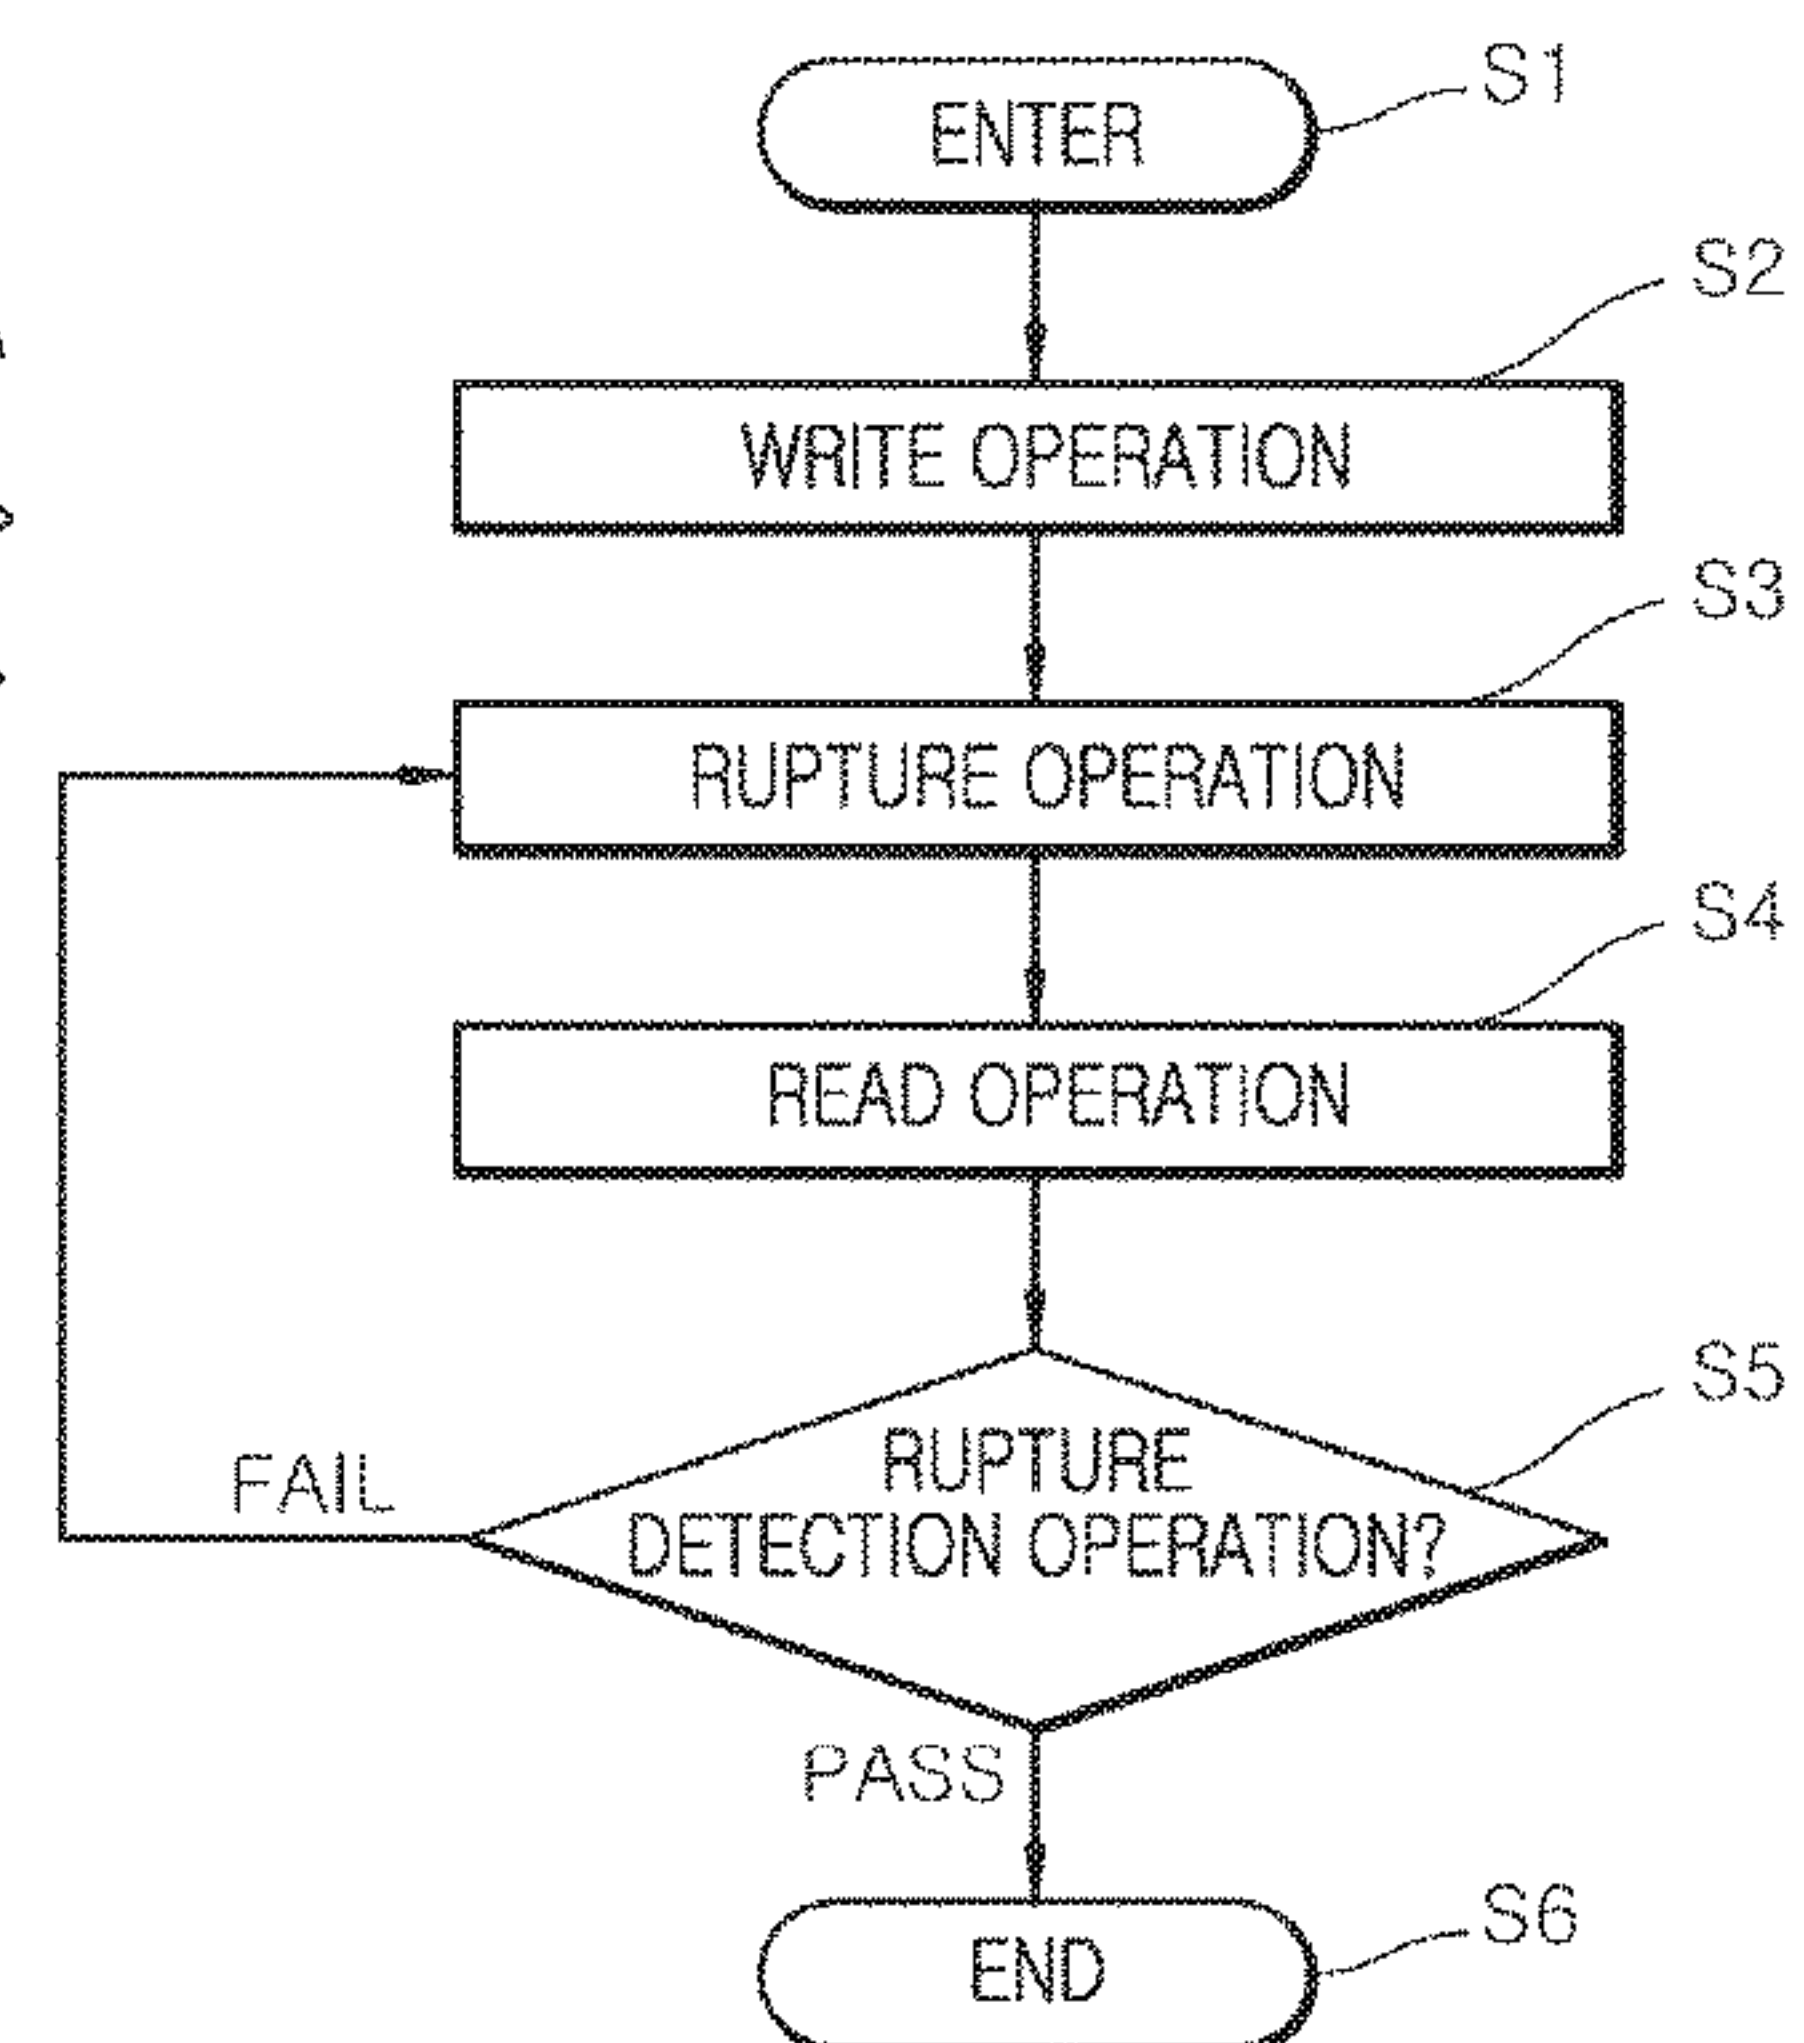 ENTER
S1
S2
WRITE OPERATION
S3
RUPTURE OPERATION
S4
READ OPERATION
S5
RUPTURE
DETECTION OPERATION?
FAIL
PASS
S6
END